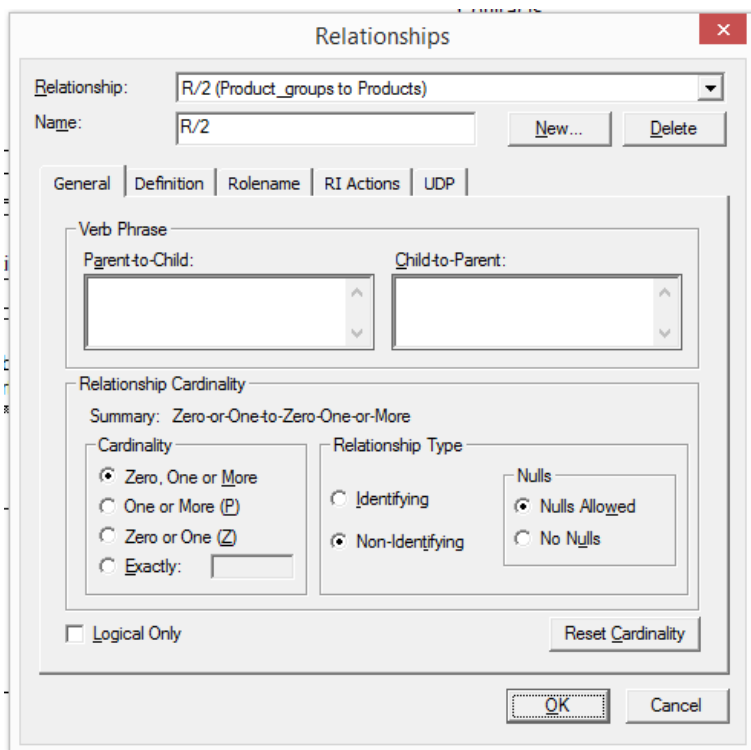 Relationships
Relationship: R/2 (Product_groups to Products)
Name: R/2 New... Delete
General Definition Rolename RI Actions UDP
Verb Phrase
Parent-to-Child: Child-to-Parent:
Relationship Cardinality
Summary: Zero-or-One-to-Zero-One-or-More
Cardinality Relationship Type
Zero, One or More Nulls
One or More (P) Identifying Nulls Allowed
Zero or One (Z) Non-Identifying No Nulls
Exactly:
Logical Only Reset Cardinality
OK Cancel